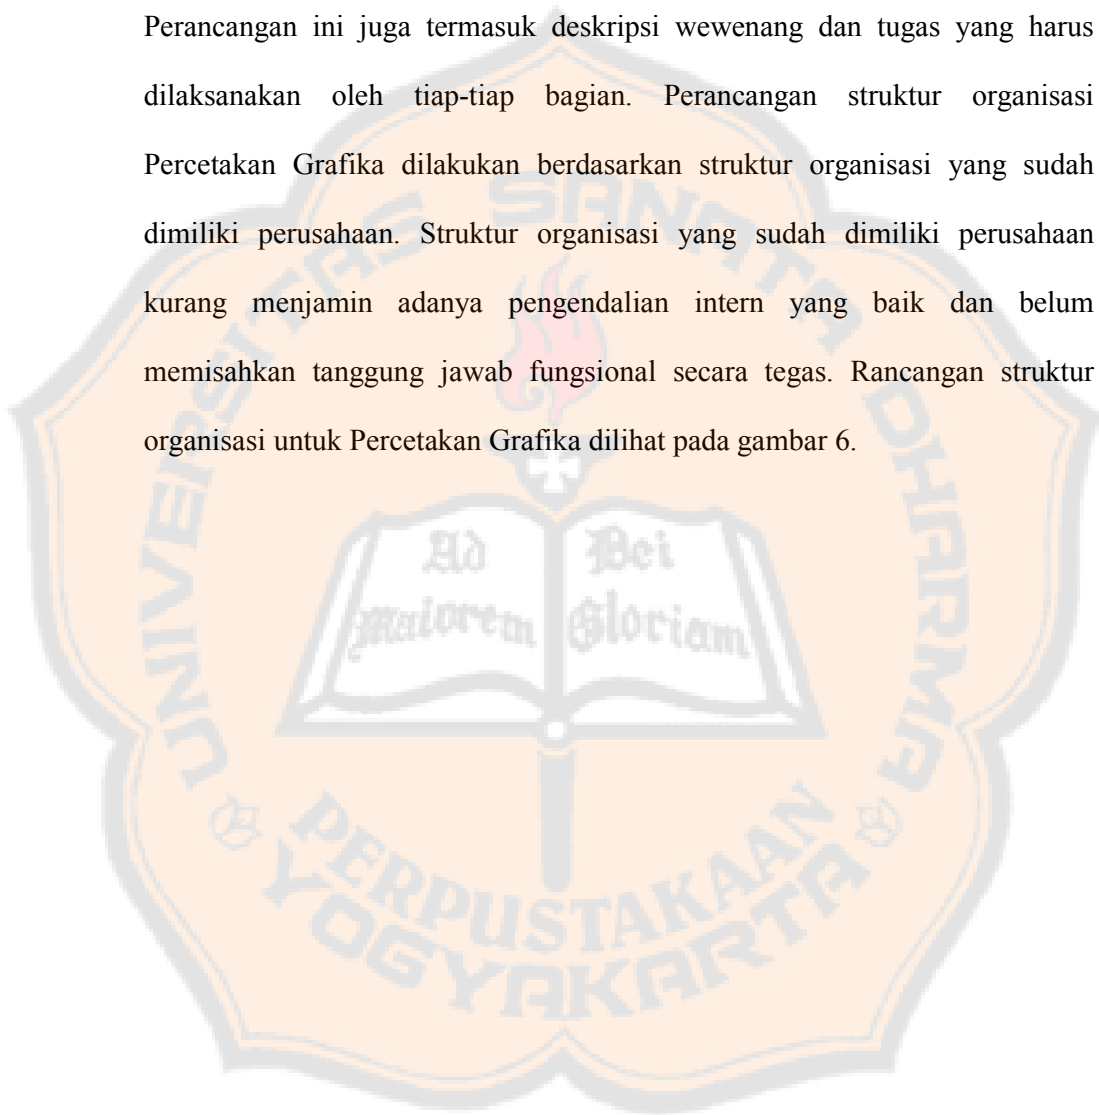 Perancangan ini juga termasuk deskripsi wewenang dan tugas yang harus
dilaksanakan oleh tiap-tiap bagian. Perancangan struktur organisasi
Percetakan Grafika dilakukan berdasarkan struktur organisasi yang sudah
dimiliki perusahaan. Struktur organisasi yang sudah dimiliki perusahaan
kurang menjamin adanya pengendalian intern yang baik dan belum
memisahkan tanggung jawab fungsional secara tegas. Rancangan struktur
organisasi untuk Percetakan Grafika dilihat pada gambar 6.
UNIVERSITAS SANATA DHARMA
Ad Dei
maiorem Gloriam
PERPUSTAKAAN
YOGYAKARTA